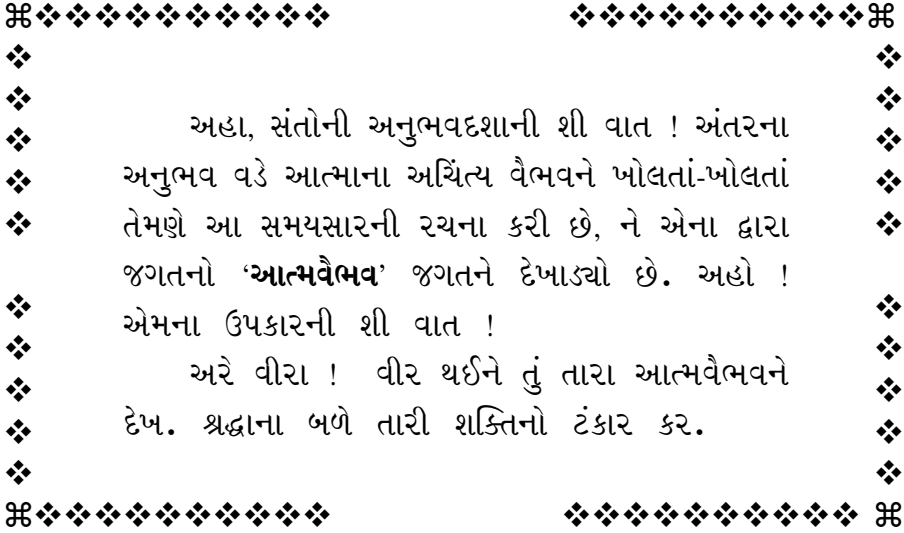 અહા, સંતોની અનુભવદશાની શી વાત ! અંતરના
અનુભવ વડે આત્માના અચિંત્ય વૈભવને ખોલતાં-ખોલતાં
તેમણે આ સમયસારની રચના કરી છે, ને એના દ્વારા
જગતનો ‘આત્મવૈભવ’ જગતને દેખાડ્યો છે. અહો !
એમના ઉપકારની શી વાત !
અરે વીરા ! વીર થઈને તું તારા આત્મવૈભવને
દેખ. શ્રદ્ધાના બળે તારી શક્તિનો ટંકાર કર.